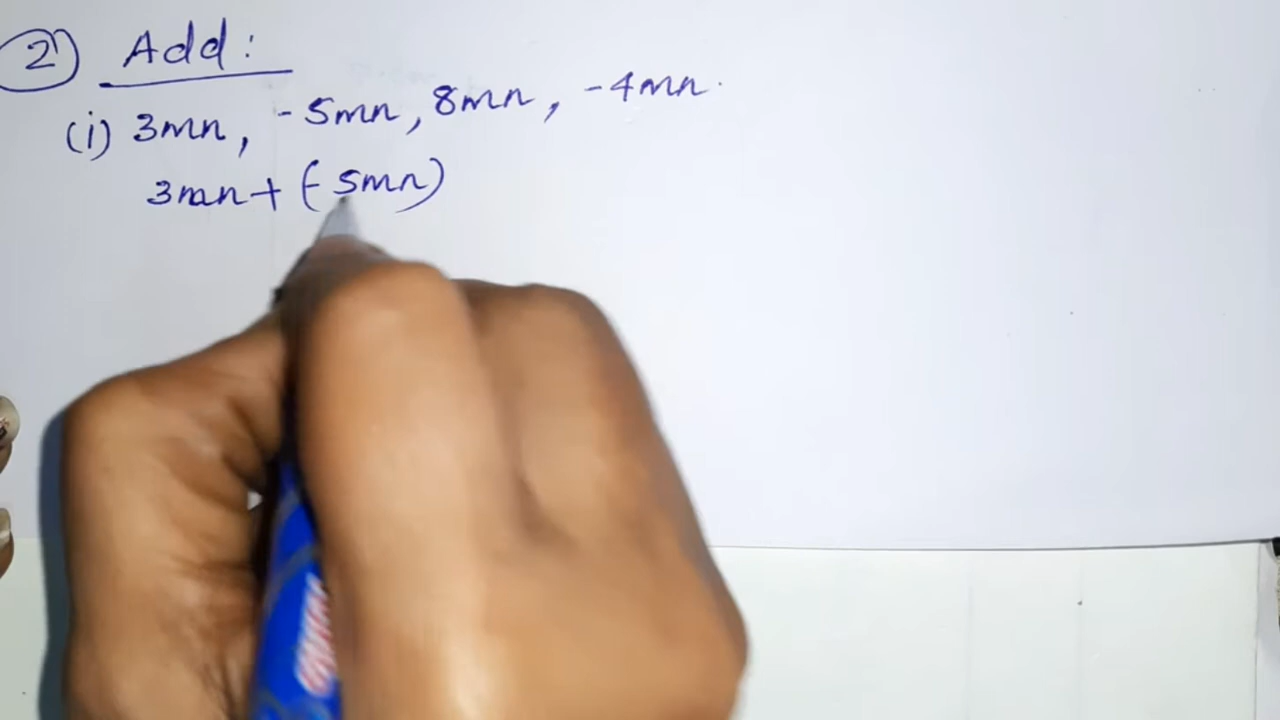 2) Add:
(i) 3mn, -5mn, 8mn, -4mn.
3mn + (-5mn)